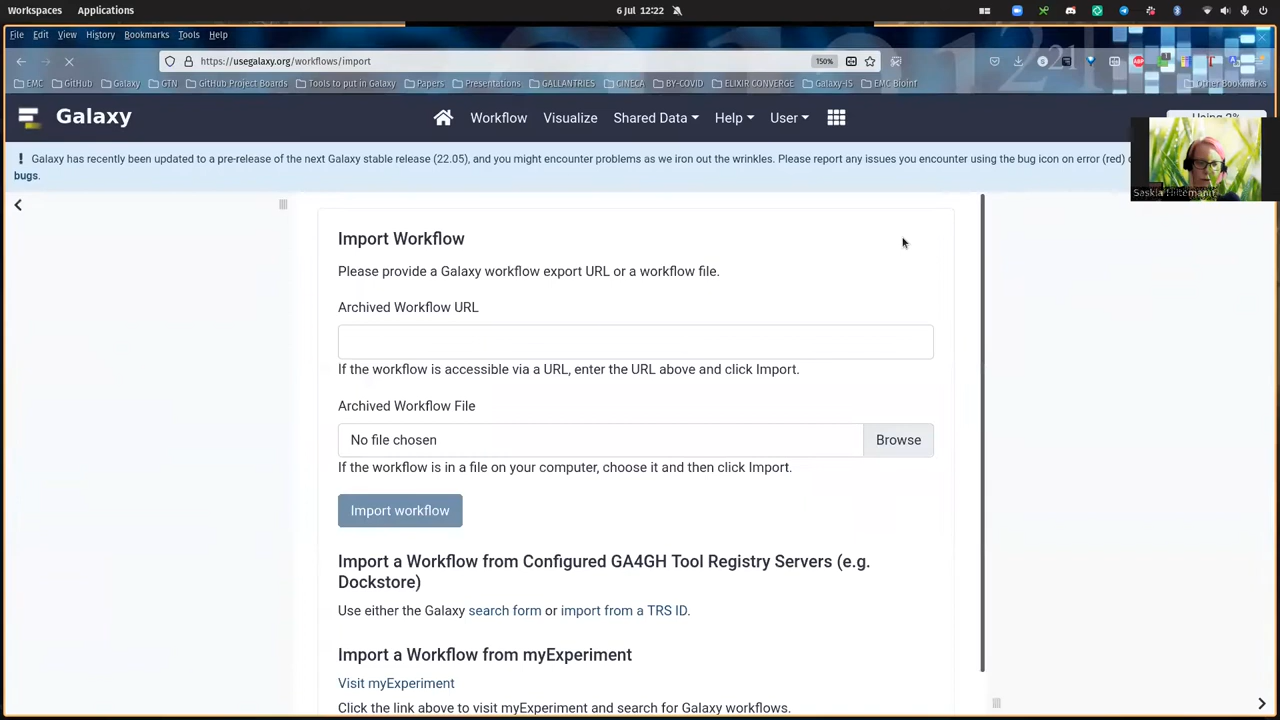 Workspaces Applications 6 Jul 12:22
File Edit View History Bookmarks Tools Help
https://usegalaxy.org/workflows/import 150%
EMC GitHub Galaxy GTN GitHub Project Boards Tools to put in Galaxy Papers Presentations GALLANTRIES CINECA BY-COVID ELIXIR CONVERGE Galaxy-IS EMC Bioinf Other Bookmarks
Galaxy Workflow Visualize Shared Data Help User Using 2%
! Galaxy has recently been updated to a pre-release of the next Galaxy stable release (22.05), and you might encounter problems as we iron out the wrinkles. Please report any issues you encounter using the bug icon on error (red)
bugs.
Saskia
Import Workflow
Please provide a Galaxy workflow export URL or a workflow file.
Archived Workflow URL
If the workflow is accessible via a URL, enter the URL above and click Import.
Archived Workflow File
No file chosen Browse
If the workflow is in a file on your computer, choose it and then click Import.
Import workflow
Import a Workflow from Configured GA4GH Tool Registry Servers (e.g.
Dockstore)
Use either the Galaxy search form or import from a TRS ID.
Import a Workflow from myExperiment
Visit myExperiment
Click the link above to visit myExperiment and search for Galaxy workflows.